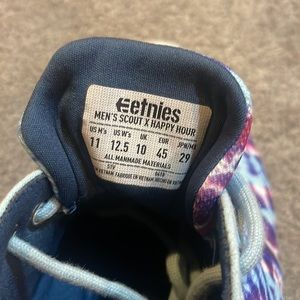 etnies
MEN'S SCOUT X HAPPY HOUR
US M's US W's UK EUR JPN/MX
11 12.5 10 45 29
ALL MANMADE MATERIALS